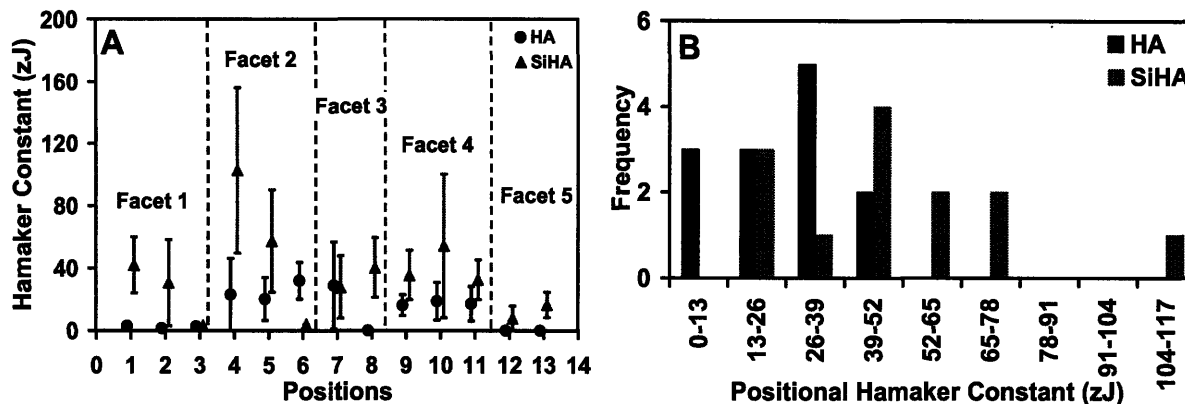 A
HA
SiHA
Facet 1
Facet 2
Facet 3
Facet 4
Facet 5
Hamaker Constant (zJ)
200
160
120
80
40
0
0 1 2 3 4 5 6 7 8 9 10 11 12 13 14
Positions
B
HA
SiHA
Frequency
6
4
2
0
0-13
13-26
26-39
39-52
52-65
65-78
78-91
91-104
104-117
Positional Hamaker Constant (zJ)